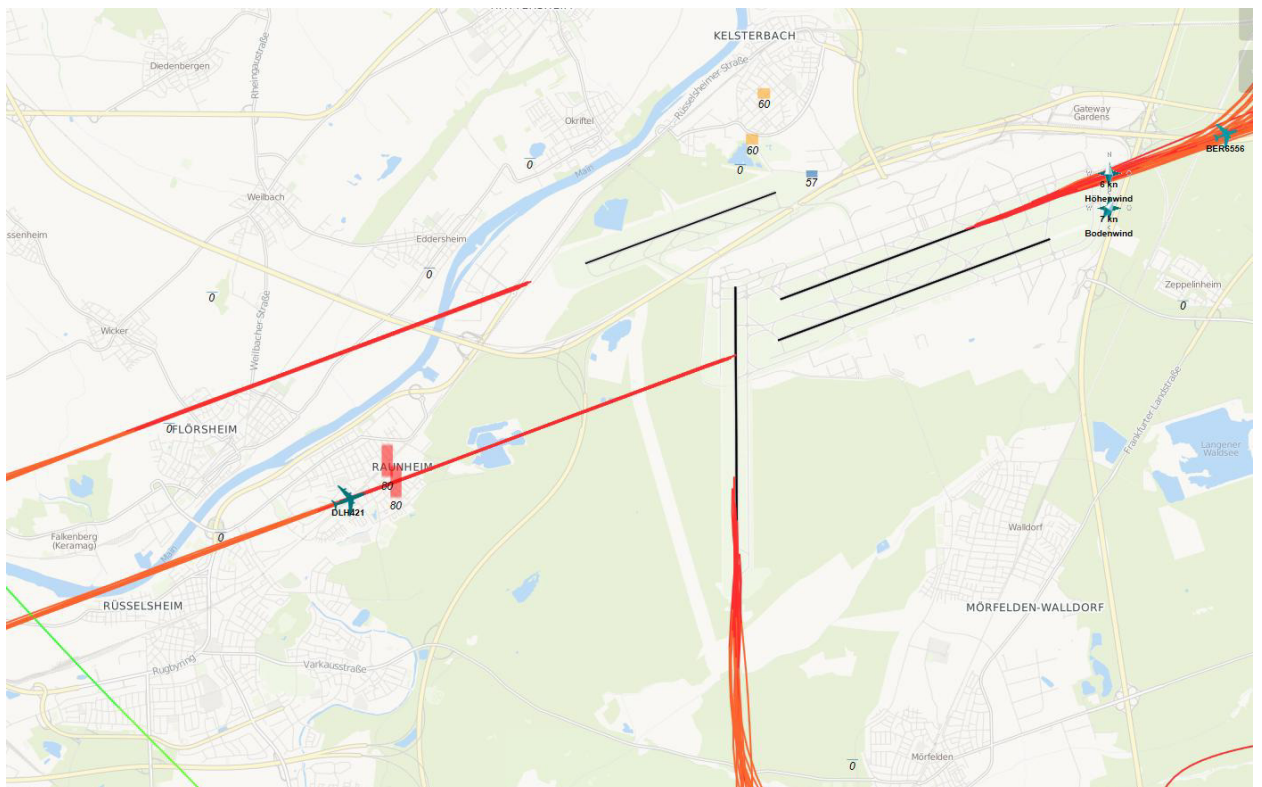 KELSTERBACH
Diedenbergen
Rheingaustraße
Rüsselsheimer Straße
60
Gateway
Gardens
Okriftel
60
BER6556
0
Main
0
57
6 kn
Höhenwind
7 kn
Bodenwind
Weilbach
Eddersheim
0
0
Zeppelinheim
0
Wicker
Weilbacher Straße
Frankfurter Landstraße
0
FLÖRSHEIM
Langener
Waldsee
RAUNHEIM
80
80
DLH421
Walldorf
Falkenberg
(Keramag)
0
Main
RÜSSELSHEIM
MÖRFELDEN-WALLDORF
Rugbyring
Varkausstraße
Mörfelden
0